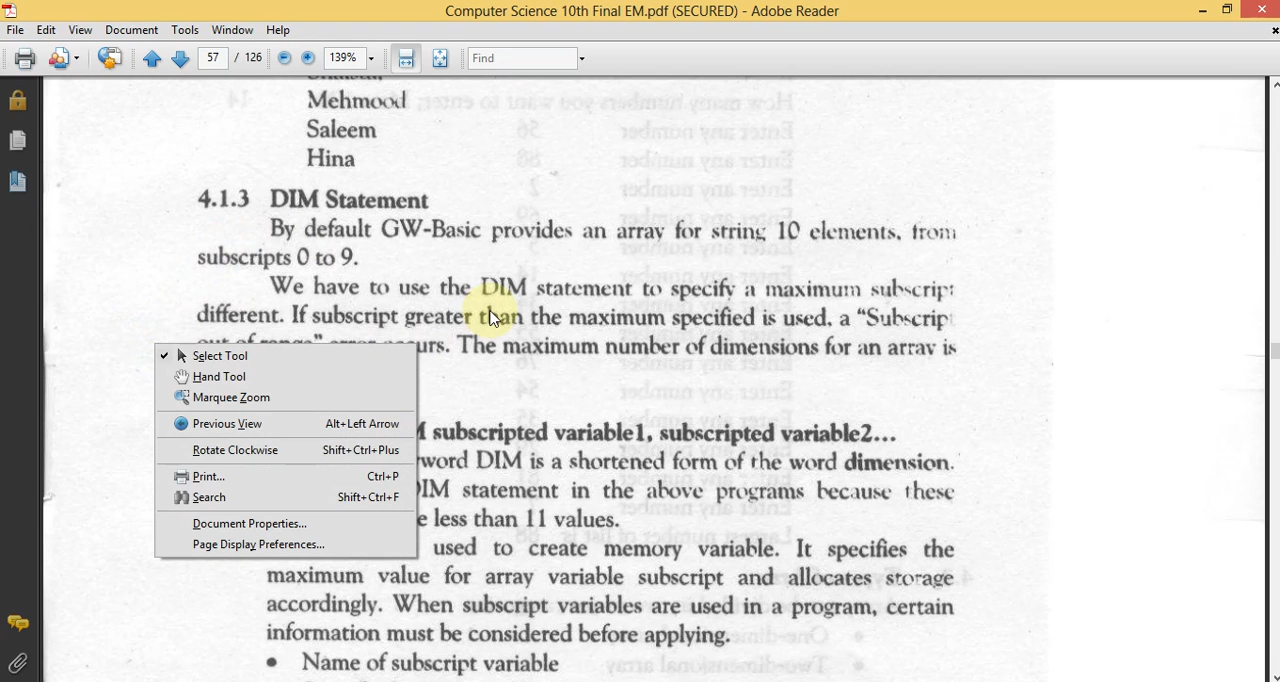 Computer Science 10th Final EM.pdf (SECURED) - Adobe Reader
File Edit View Document Tools Window Help
57 / 126 139% Find
Mehmood
Saleem
Hina
4.1.3 DIM Statement
By default GW-Basic provides an array for string 10 elements, from
subscripts 0 to 9.
We have to use the DIM statement to specify a maximum subscript
different. If subscript greater than the maximum specified is used, a “Subscrip
urs. The maximum number of dimensions for an array is
Select Tool
Hand Tool
Marquee Zoom
Previous View Alt+Left Arrow
Rotate Clockwise Shift+Ctrl+Plus
Print... Ctrl+P
Search Shift+Ctrl+F
Document Properties...
Page Display Preferences...
M subscripted variable1, subscripted variable2...
word DIM is a shortened form of the word dimension.
DIM statement in the above programs because these
e less than 11 values.
used to create memory variable. It specifies the
maximum value for array variable subscript and allocates storage
accordingly. When subscript variables are used in a program, certain
information must be considered before applying.
• Name of subscript variable